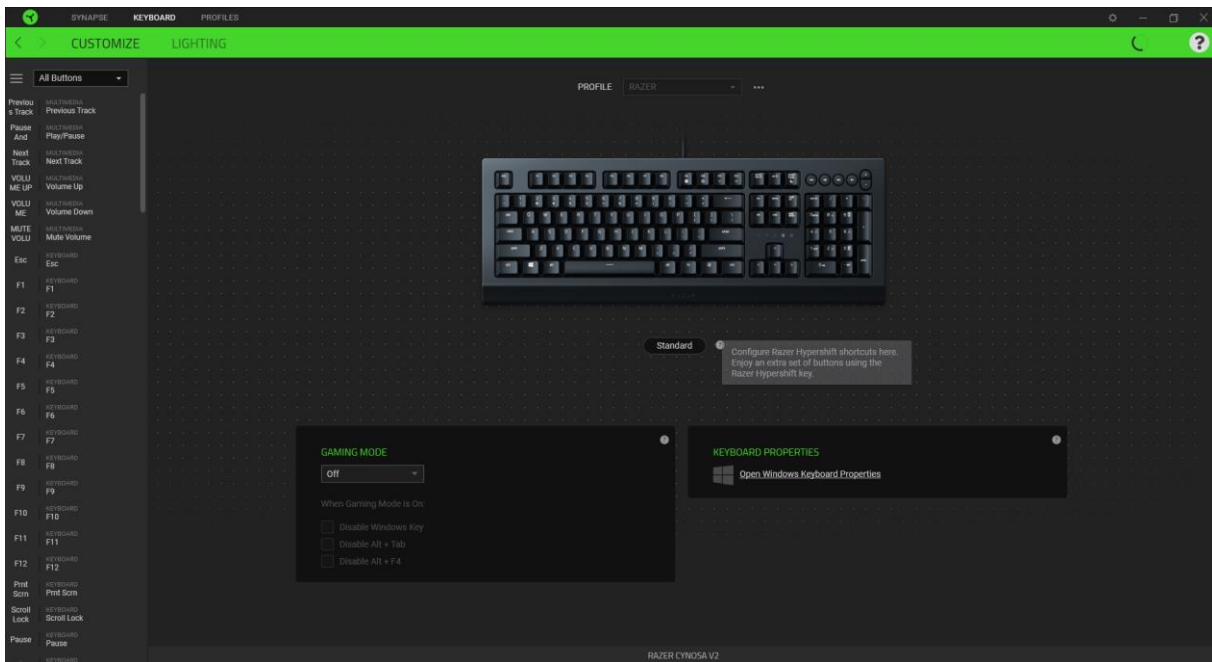 SYNAPSE KEYBOARD PROFILES
CUSTOMIZE LIGHTING ?
All Buttons
PROFILE RAZER
Previou
s Track
MULTIMEDIA
Previous Track
Pause
And
MULTIMEDIA
Play/Pause
Next
Track
MULTIMEDIA
Next Track
VOLU
ME UP
MULTIMEDIA
Volume Up
VOLU
ME
MULTIMEDIA
Volume Down
MUTE
VOLU
MULTIMEDIA
Mute Volume
Esc
KEYBOARD
Esc
F1
KEYBOARD
F1
F2
KEYBOARD
F2
F3
KEYBOARD
F3
F4
KEYBOARD
F4
F5
KEYBOARD
F5
F6
KEYBOARD
F6
F7
KEYBOARD
F7
F8
KEYBOARD
F8
F9
KEYBOARD
F9
F10
KEYBOARD
F10
F11
KEYBOARD
F11
F12
KEYBOARD
F12
Prnt
Scrn
KEYBOARD
Prnt Scrn
Scroll
Lock
KEYBOARD
Scroll Lock
Pause
KEYBOARD
Pause
KEYBOARD
Standard ?
Configure Razer Hypershift shortcuts here.
Enjoy an extra set of buttons using the
Razer Hypershift key.
GAMING MODE ?
Off
When Gaming Mode is On:
Disable Windows Key
Disable Alt + Tab
Disable Alt + F4
KEYBOARD PROPERTIES ?
Open Windows Keyboard Properties
RAZER CYNOSA V2